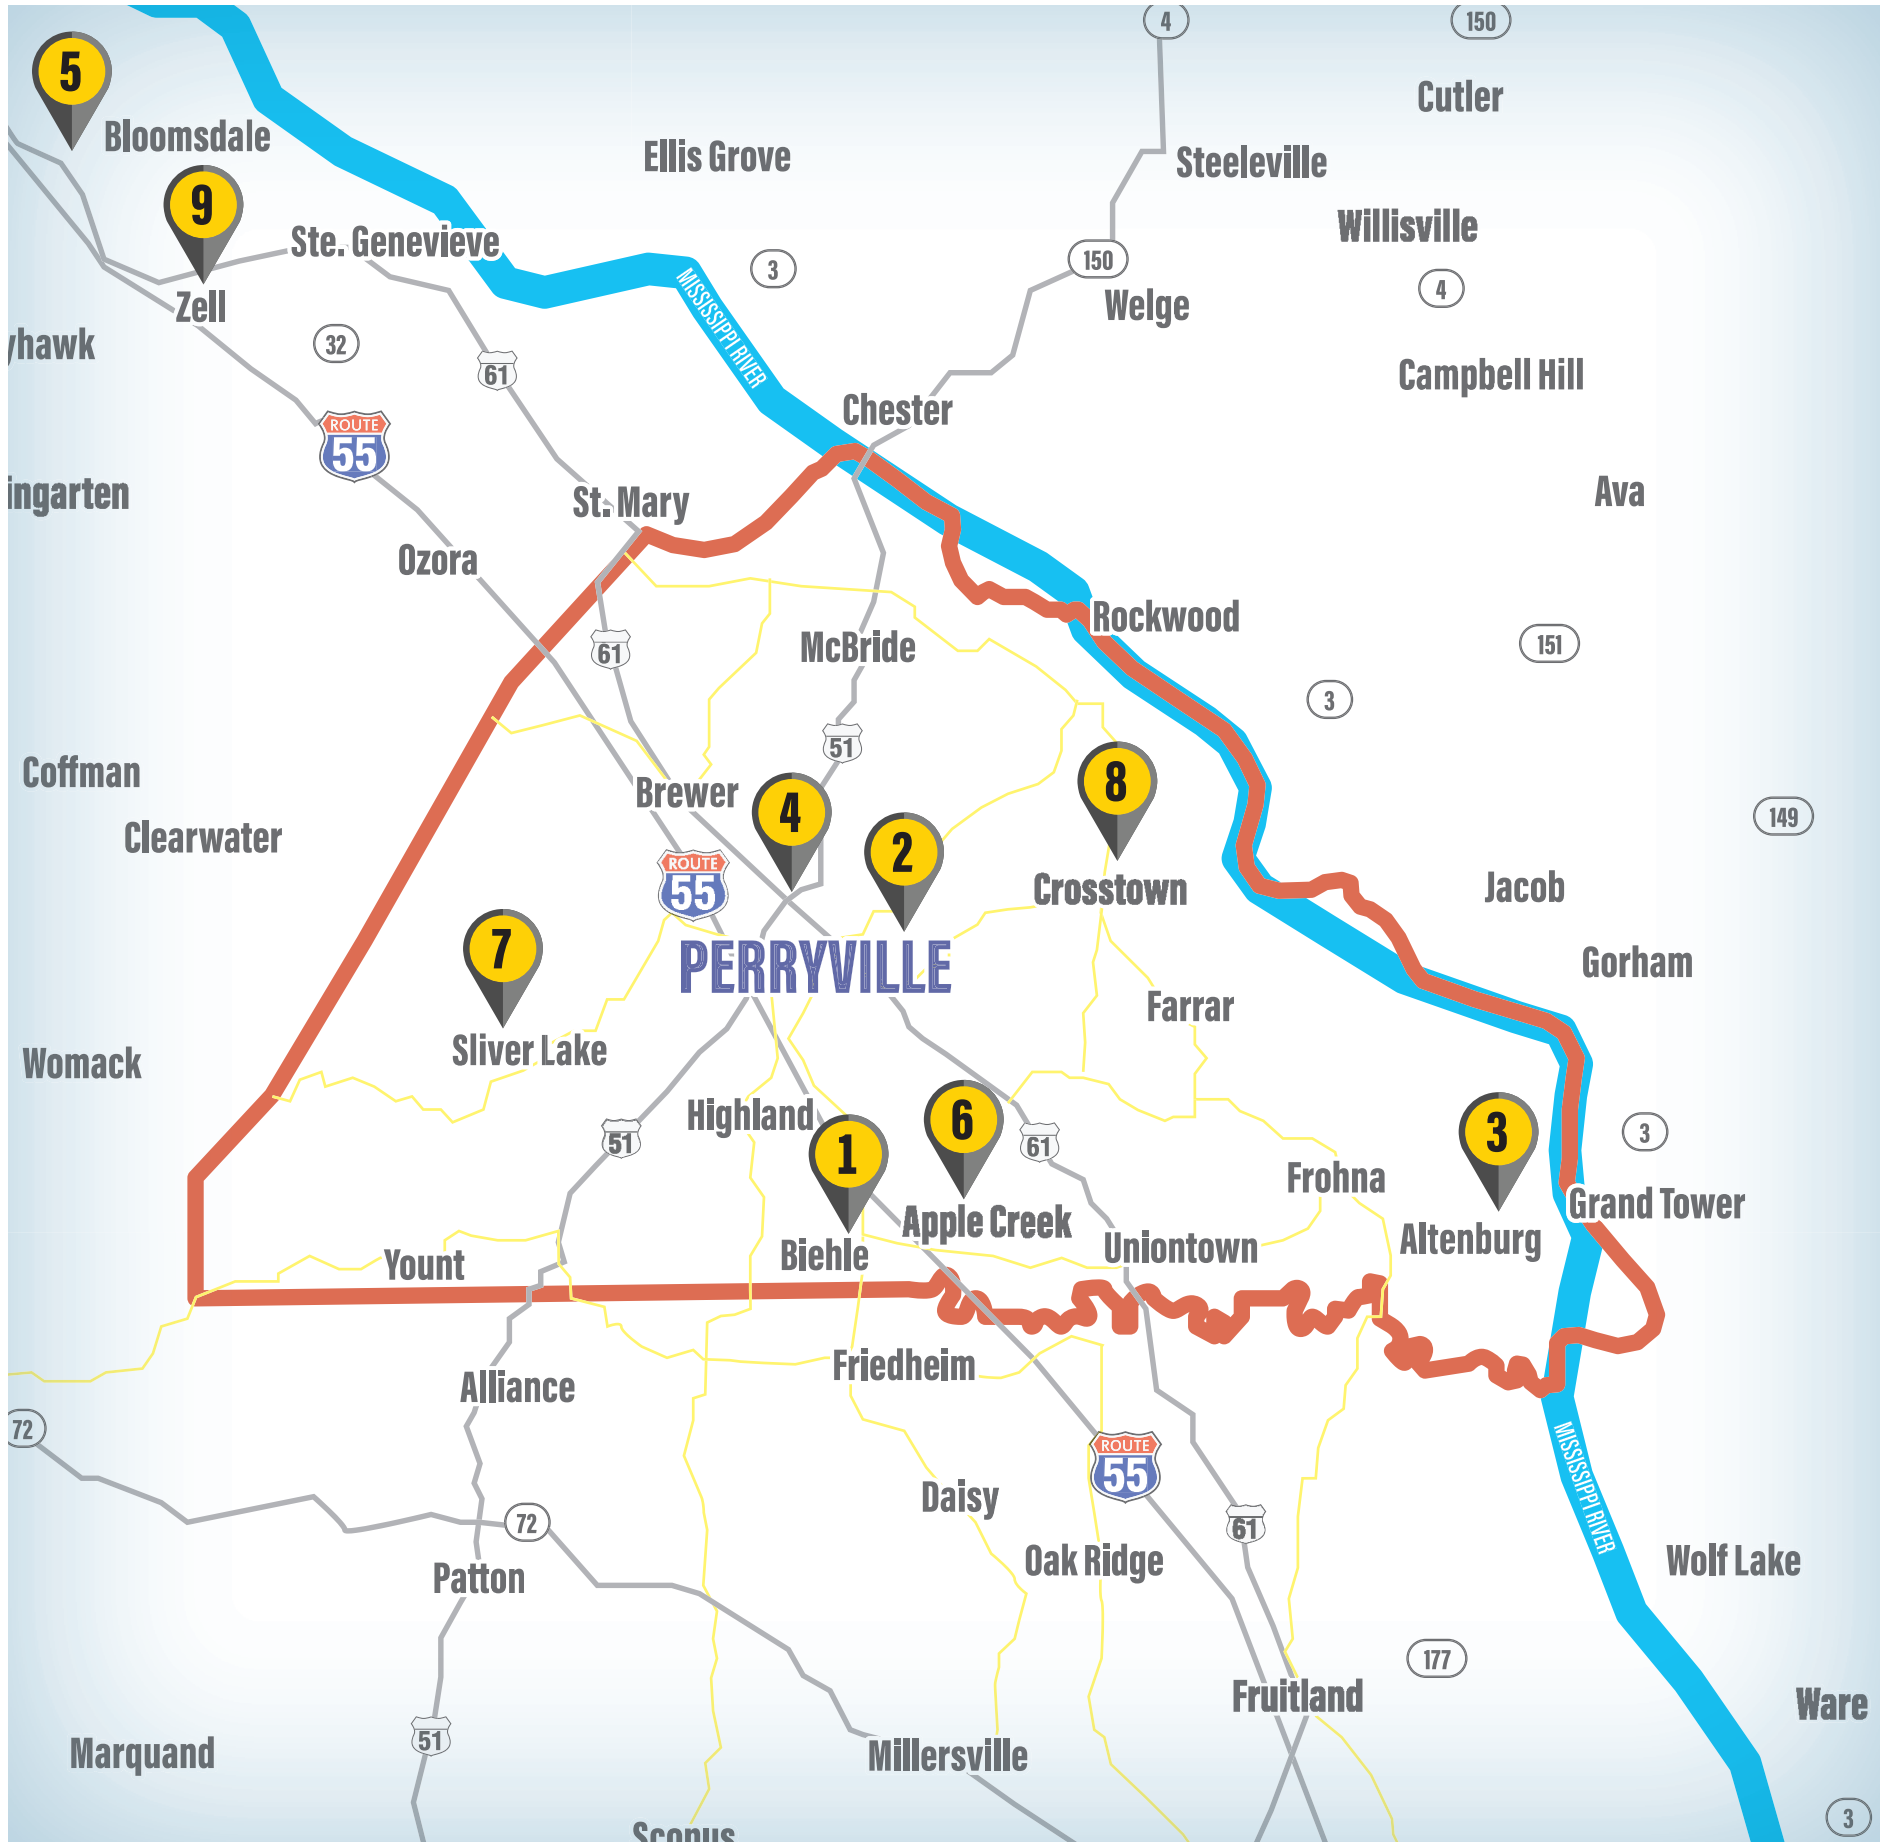 4
150
5
Cutler
Bloomsdale
Ellis Grove
Steeleville
9
Willisville
Ste. Genevieve
3
150
4
Zell
MISSISSIPPI RIVER
Welge
yhawk
32
61
Campbell Hill
Chester
ROUTE
55
ingarten
St. Mary
Ava
Ozora
Rockwood
61
McBride
151
3
51
Coffman
Brewer
8
4
149
Clearwater
2
ROUTE
55
Crosstown
Jacob
7
PERRYVILLE
Gorham
Farrar
Sliver Lake
Womack
Highland
51
6
61
3
3
1
Frohna
Grand Tower
Apple Creek
Altenburg
Biehle
Uniontown
Yount
Friedheim
Alliance
72
ROUTE
55
MISSISSIPPI RIVER
Daisy
72
61
Oak Ridge
Wolf Lake
Patton
177
Fruitland
Ware
51
Marquand
Millersville
3
Scopus